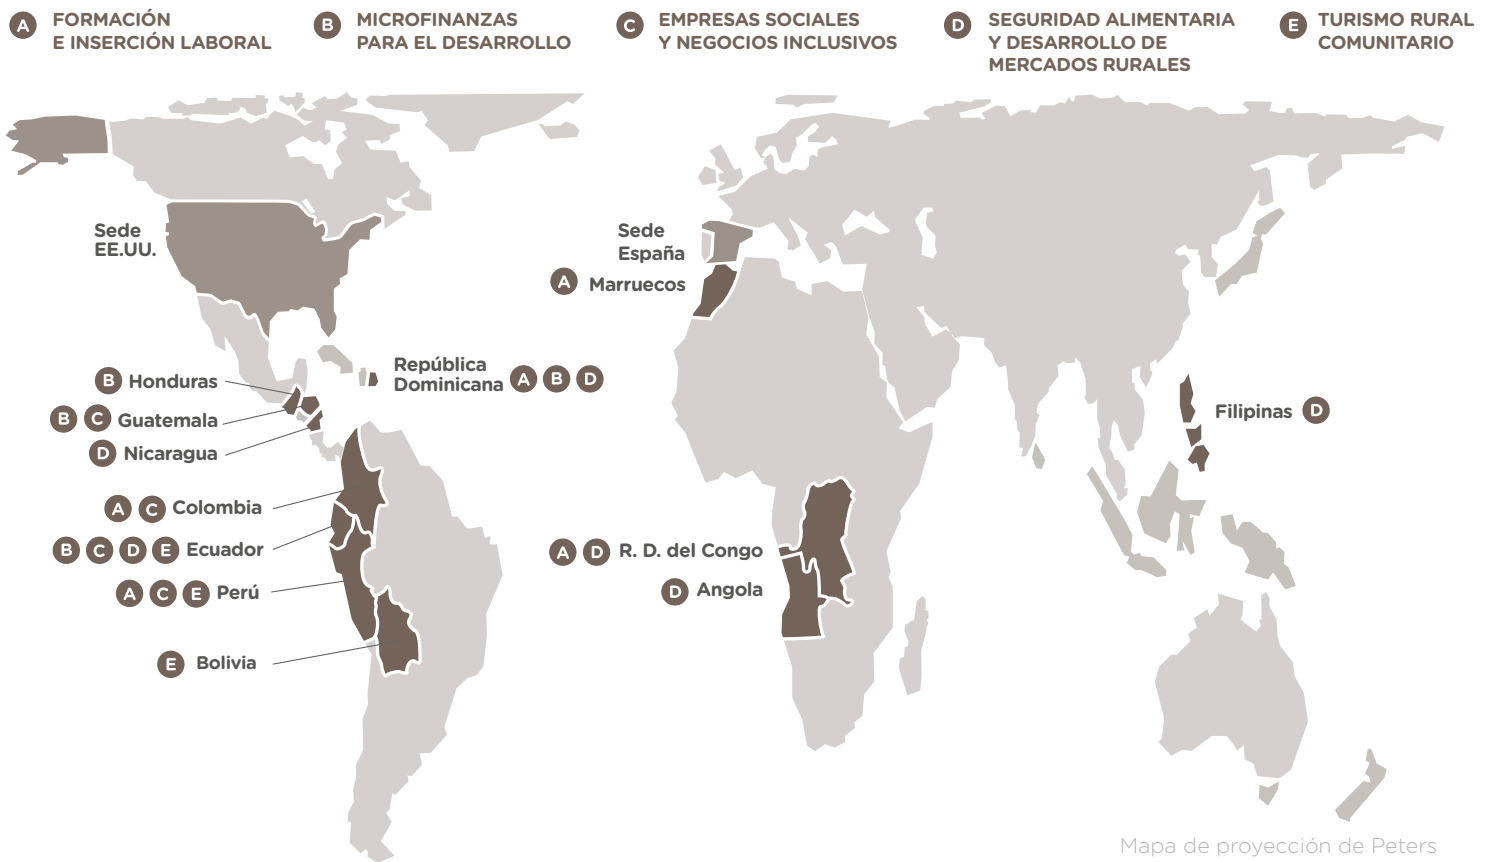 A FORMACIÓN
E INSERCIÓN LABORAL
B MICROFINANZAS
PARA EL DESARROLLO
C EMPRESAS SOCIALES
Y NEGOCIOS INCLUSIVOS
D SEGURIDAD ALIMENTARIA
Y DESARROLLO DE
MERCADOS RURALES
E TURISMO RURAL
COMUNITARIO
Sede
EE.UU.
Sede
España
A Marruecos
República
Dominicana A B D
B Honduras
B C Guatemala
D Nicaragua
Filipinas D
A C Colombia
B C D E Ecuador
A C E Perú
E Bolivia
A D R. D. del Congo
D Angola
Mapa de proyección de Peters